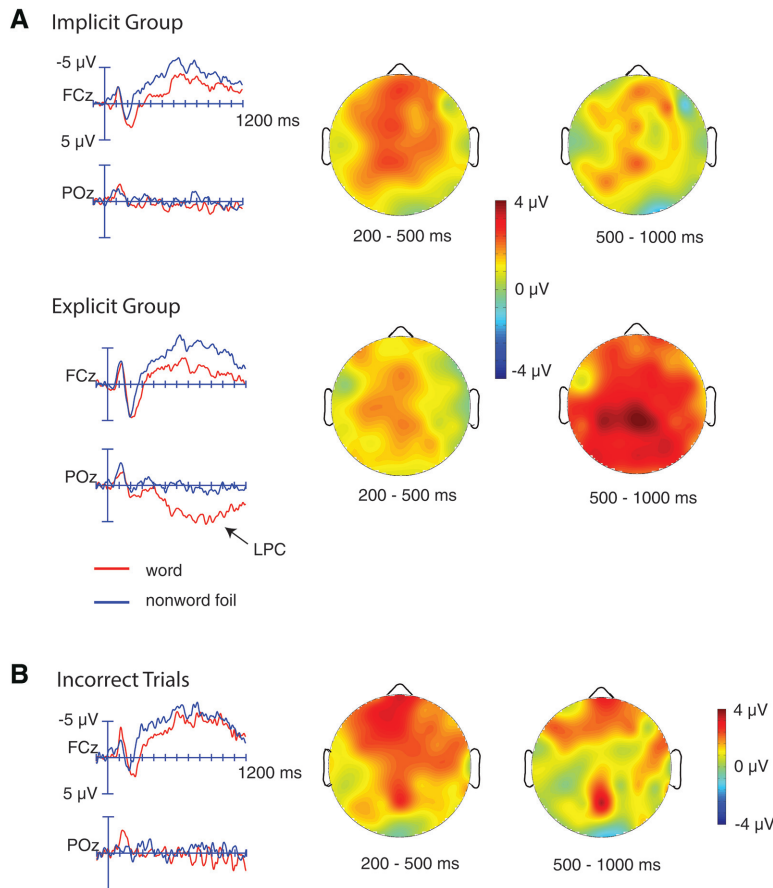 A
Implicit Group
-5 µV
FCz
5 µV
1200 ms
POz
200 - 500 ms
500 - 1000 ms
4 µV
0 µV
-4 µV
Explicit Group
FCz
POz
LPC
200 - 500 ms
500 - 1000 ms
word
nonword foil
B
Incorrect Trials
-5 µV
FCz
5 µV
1200 ms
POz
200 - 500 ms
500 - 1000 ms
4 µV
0 µV
-4 µV